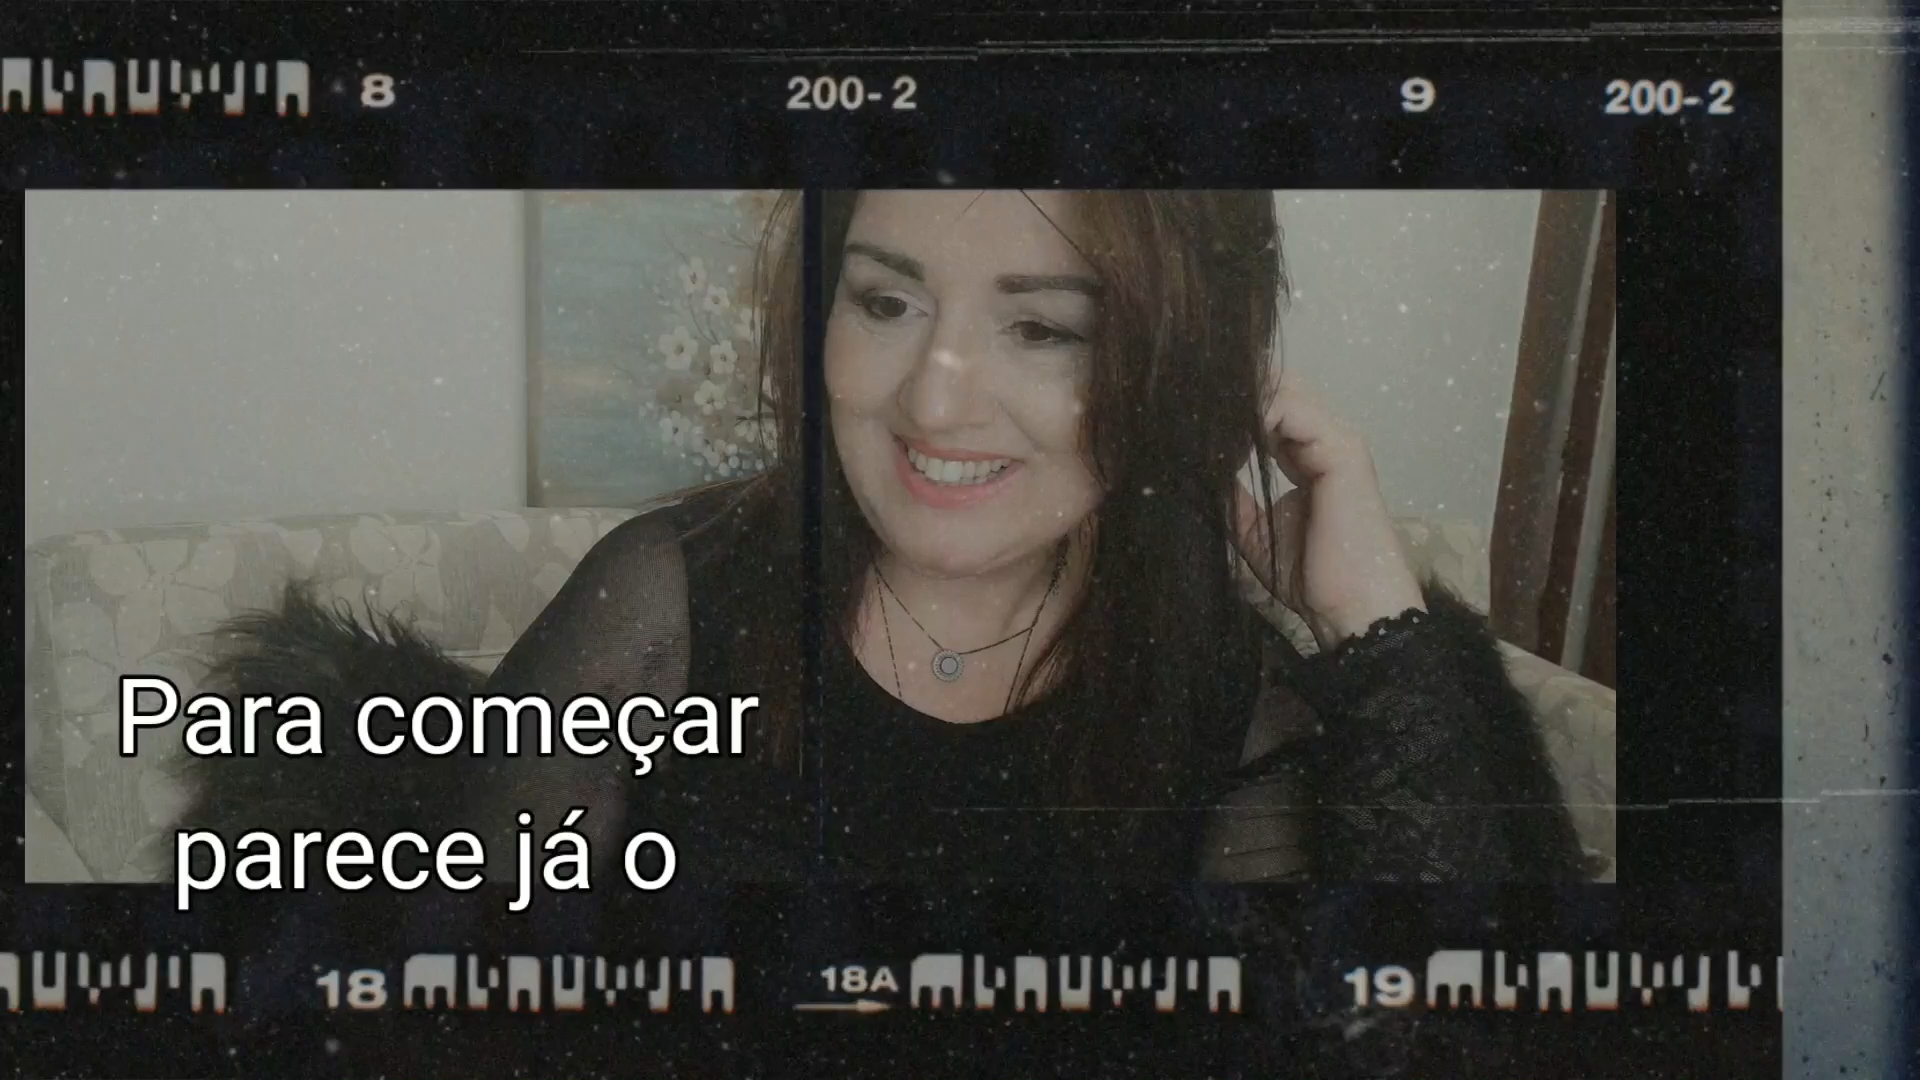 8 200-2 9 200-2
Para começar
parece já o
18 18A 19